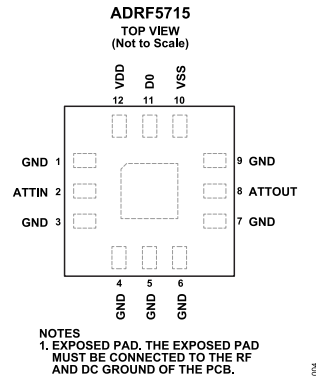 ADRF5715
TOP VIEW
(Not to Scale)
VDD D0 VSS
12 11 10
GND 1
9 GND
ATTIN 2
8 ATTOUT
GND 3
7 GND
4 5 6
GND GND GND
NOTES
1. EXPOSED PAD. THE EXPOSED PAD
MUST BE CONNECTED TO THE RF
AND DC GROUND OF THE PCB.
004